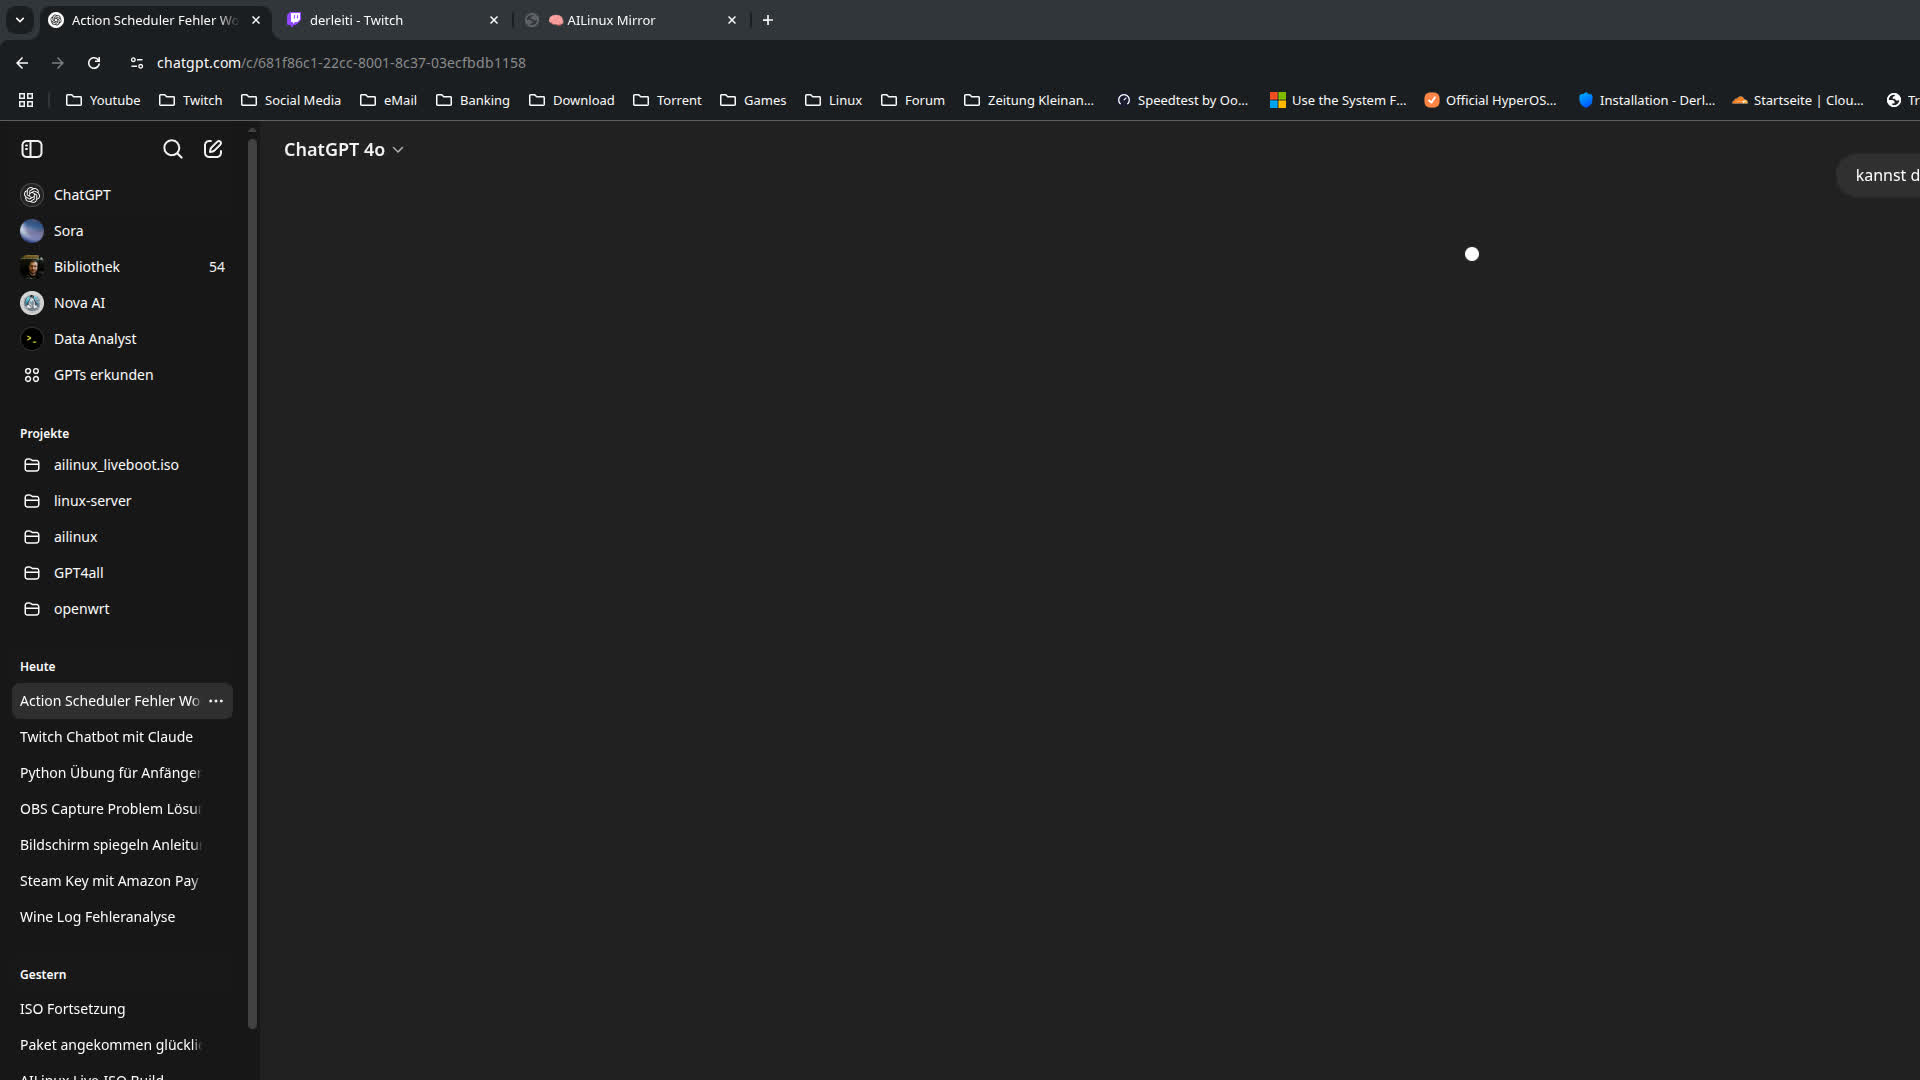 Action Scheduler Fehler Wo
derleiti - Twitch
AILinux Mirror
chatgpt.com/c/681f86c1-22cc-8001-8c37-03ecfbdb1158
Youtube Twitch Social Media eMail Banking Download Torrent Games Linux Forum Zeitung Kleinan... Speedtest by Oo... Use the System F... Official HyperOS... Installation - Derl... Startseite | Clou... Tr
ChatGPT 4o
kannst d
ChatGPT
Sora
Bibliothek 54
Nova AI
Data Analyst
GPTs erkunden
Projekte
ailinux_liveboot.iso
linux-server
ailinux
GPT4all
openwrt
Heute
Action Scheduler Fehler Wo
Twitch Chatbot mit Claude
Python Übung für Anfänger
OBS Capture Problem Lösu
Bildschirm spiegeln Anleitu
Steam Key mit Amazon Pay
Wine Log Fehleranalyse
Gestern
ISO Fortsetzung
Paket angekommen glückli
AILinux Live ISO Build